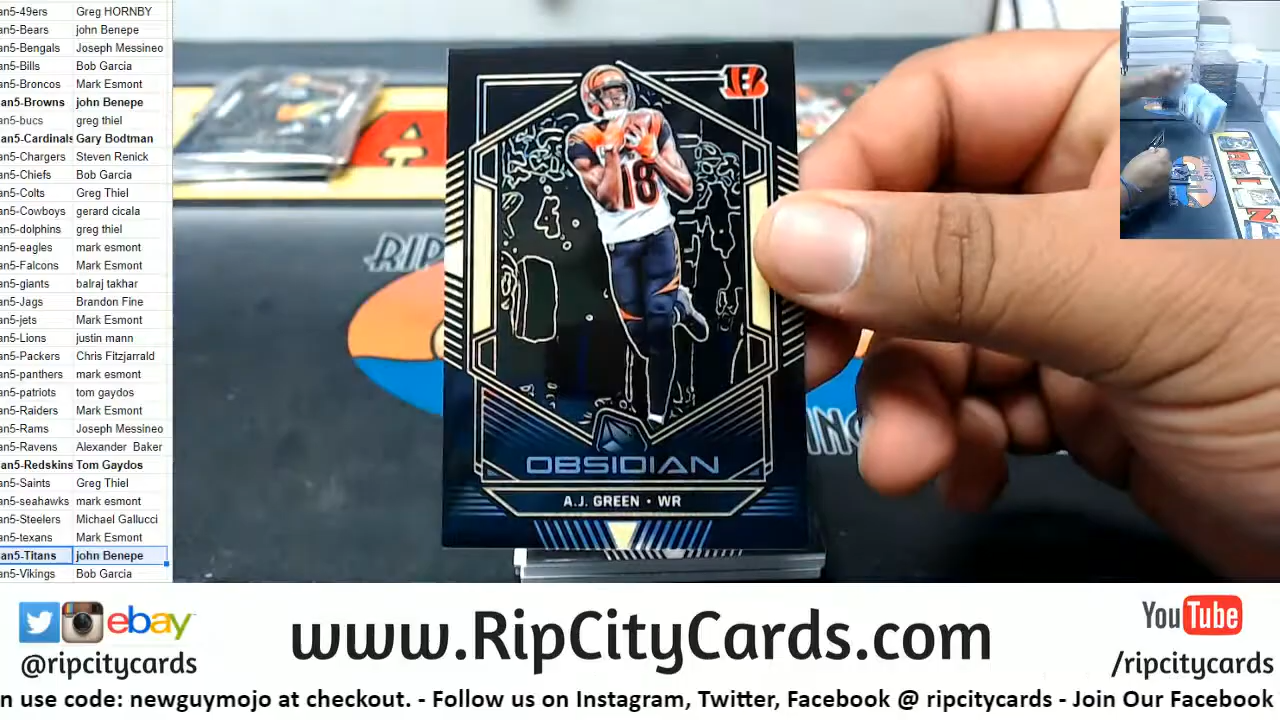 an5-49ers Greg HORNBY
an5-Bears john Benepe
an5-Bengals Joseph Messineo
an5-Bills Bob Garcia
an5-Broncos Mark Esmont
an5-Browns john Benepe
an5-bucs greg thiel
an5-Cardinals Gary Bodtman
an5-Chargers Steven Renick
an5-Chiefs Bob Garcia
an5-Colts Greg Thiel
an5-Cowboys gerard cicala
an5-dolphins greg thiel
an5-eagles mark esmont
an5-Falcons Mark Esmont
an5-giants balraj takhar
an5-Jags Brandon Fine
an5-jets Mark Esmont
an5-Lions justin mann
an5-Packers Chris Fitzjarrald
an5-panthers mark esmont
an5-patriots tom gaydos
an5-Raiders Mark Esmont
an5-Rams Joseph Messineo
an5-Ravens Alexander Baker
an5-Redskins Tom Gaydos
an5-Saints Greg Thiel
an5-seahawks mark esmont
an5-Steelers Michael Gallucci
an5-texans Mark Esmont
an5-Titans john Benepe
an5-Vikings Bob Garcia
18
OBSIDIAN
A.J. GREEN • WR
RIP
ING
ebay
@ripcitycards
www.RipCityCards.com
YouTube
/ripcitycards
n use code: newguymojo at checkout. - Follow us on Instagram, Twitter, Facebook @ ripcitycards - Join Our Facebook